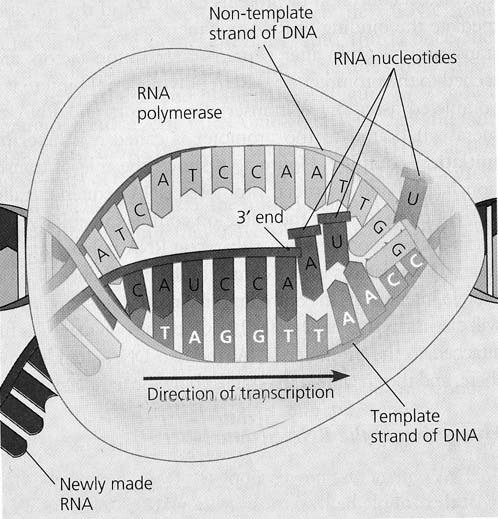 Non-template
strand of DNA
RNA nucleotides
RNA
polymerase
A T C A T C C A A T T G G
U
3′ end
C A U C C A A U
T A G G T T A A C C
Direction of transcription
Template
strand of DNA
Newly made
RNA